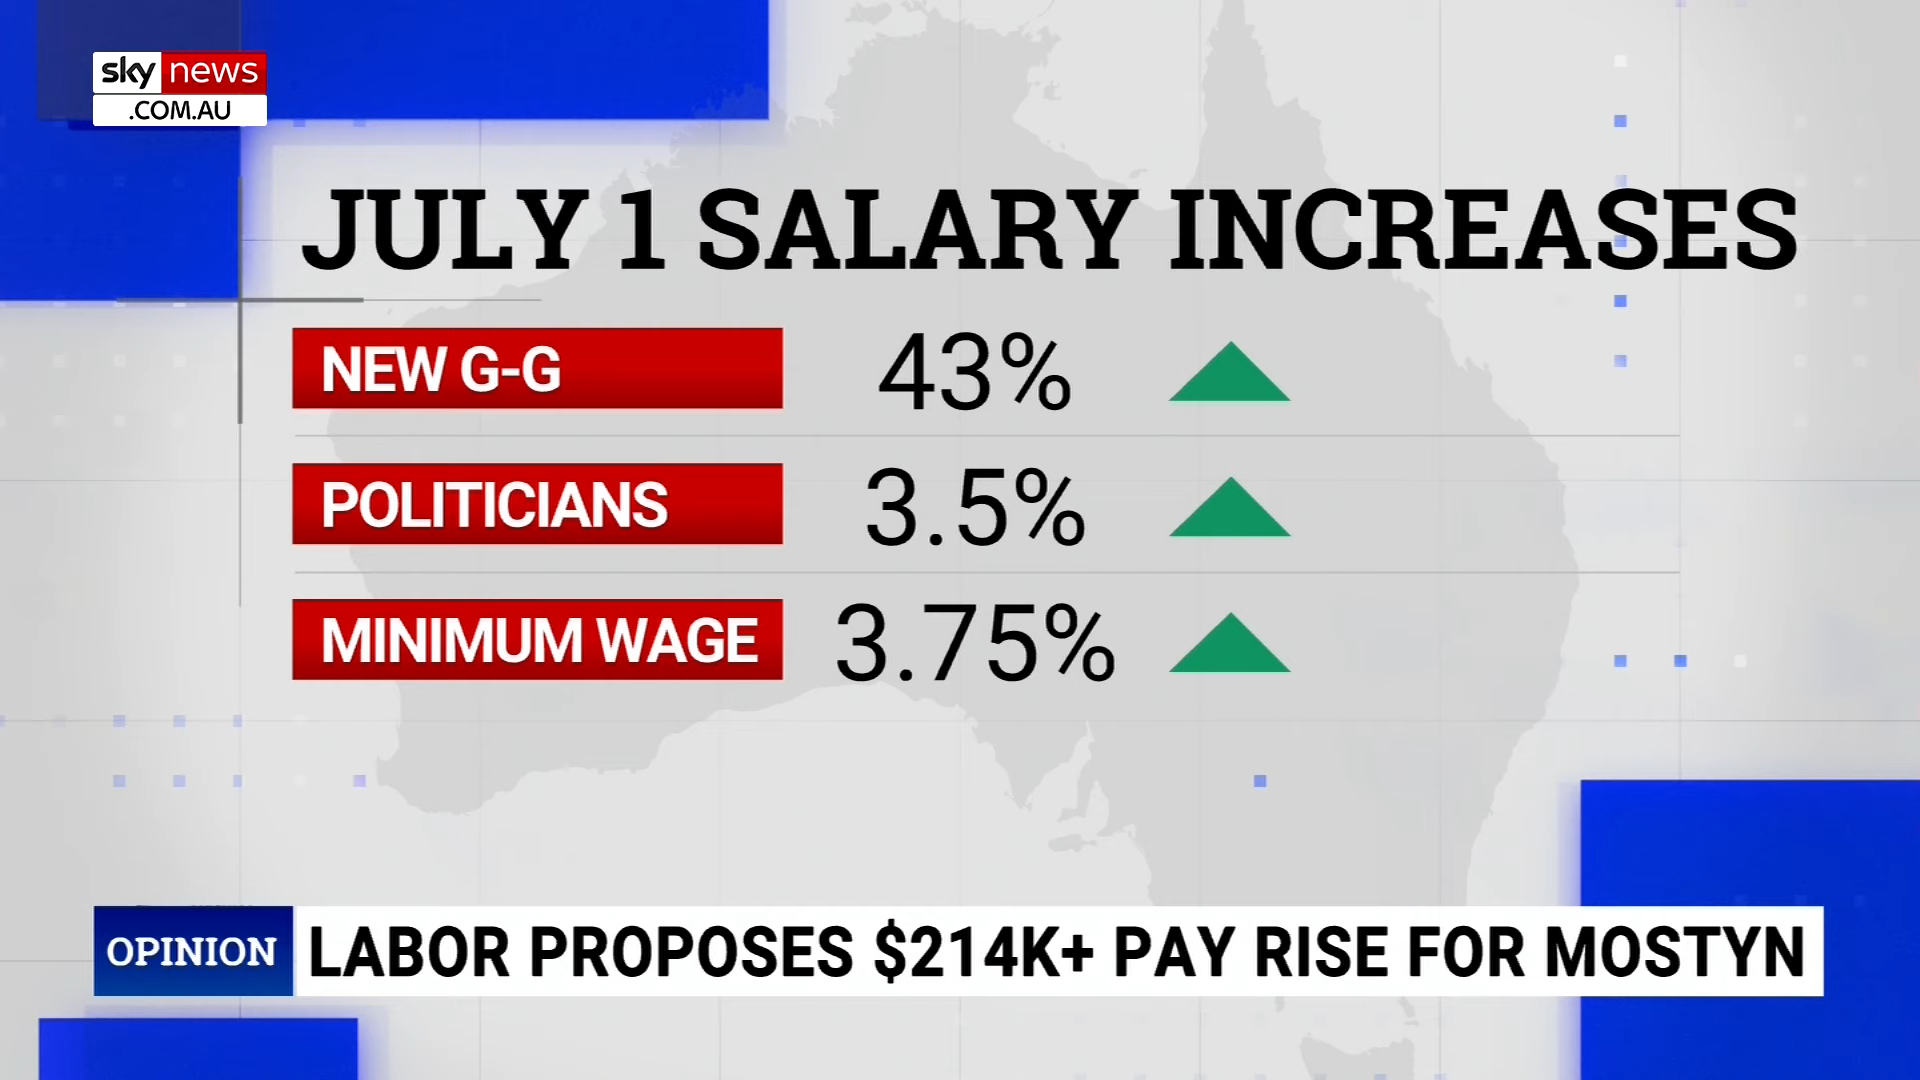 sky news
.COM.AU
JULY 1 SALARY INCREASES
NEW G-G 43%
POLITICIANS 3.5%
MINIMUM WAGE 3.75%
OPINION LABOR PROPOSES $214K+ PAY RISE FOR MOSTYN